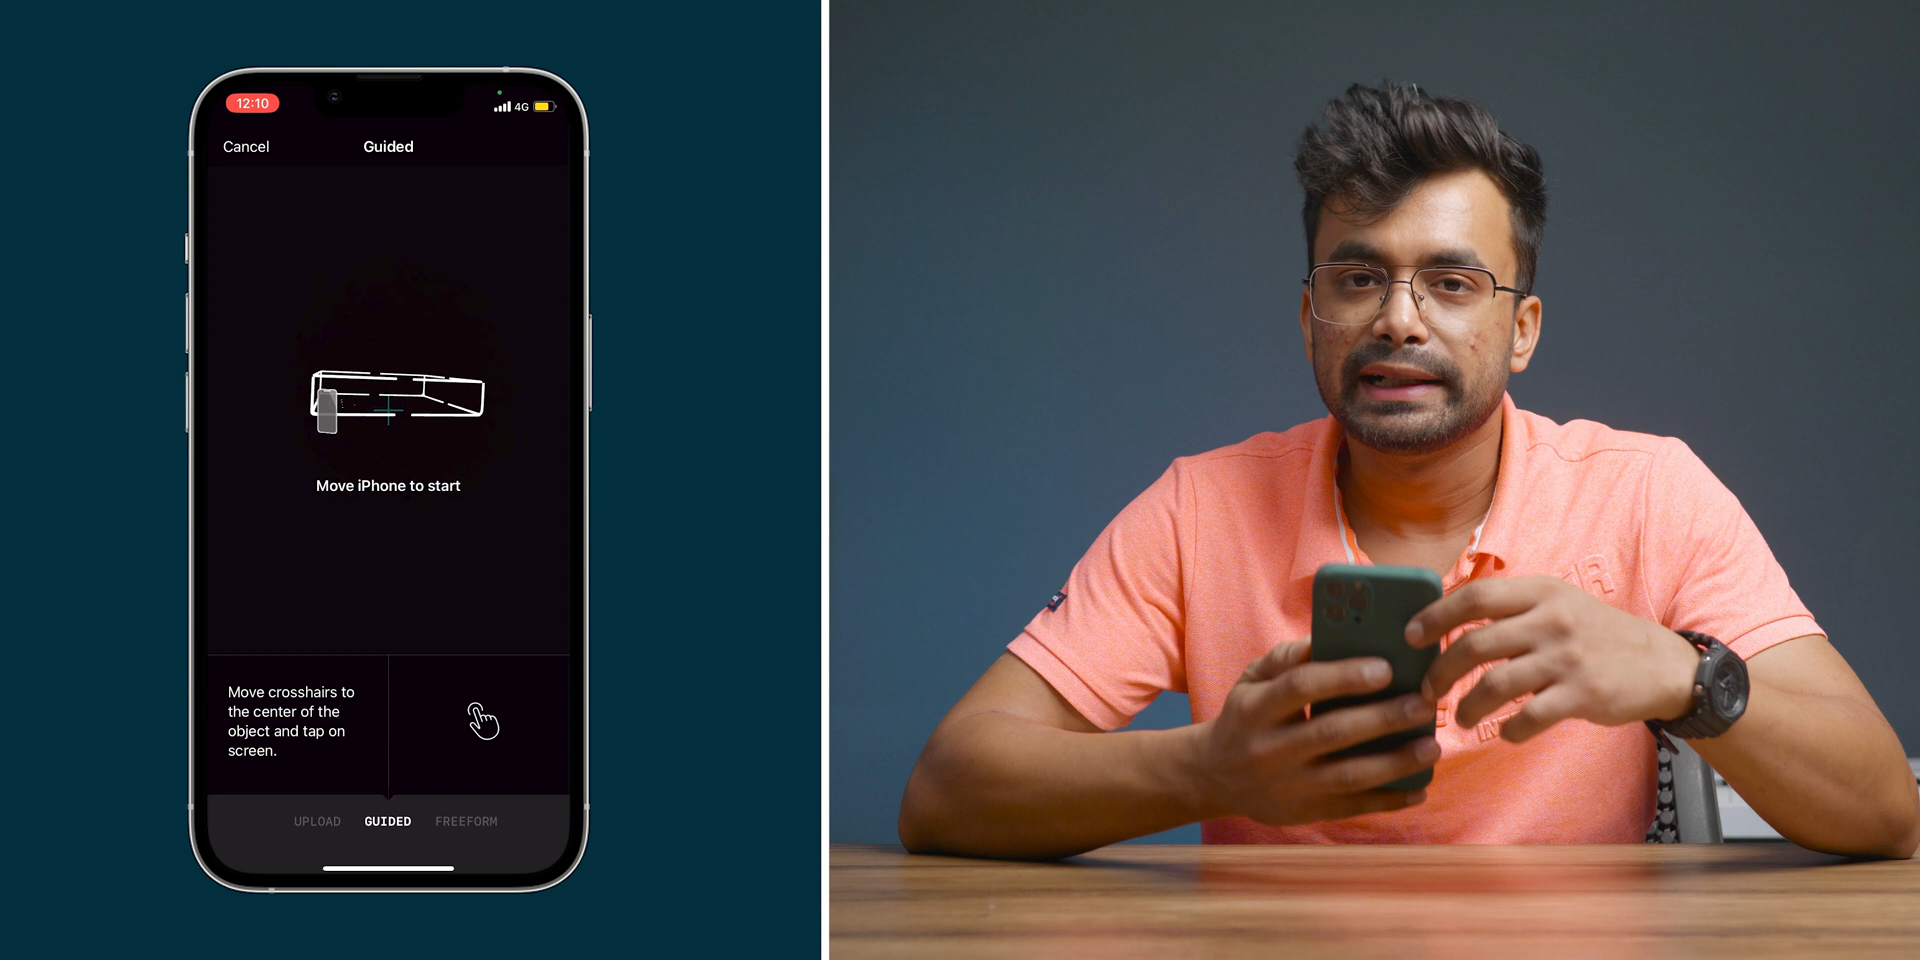 12:10
4G
Cancel
Guided
Move iPhone to start
Move crosshairs to
the center of the
object and tap on
screen.
UPLOAD
GUIDED
FREEFORM